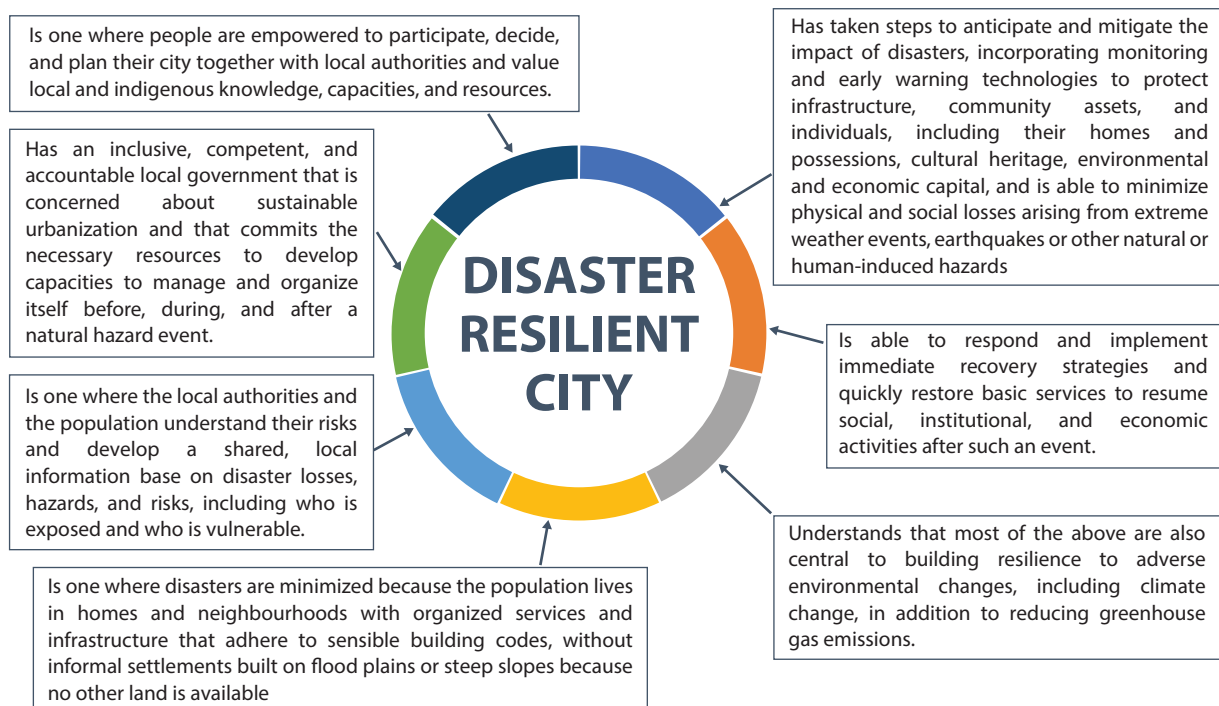 Is one where people are empowered to participate, decide,
and plan their city together with local authorities and value
local and indigenous knowledge, capacities, and resources.
Has taken steps to anticipate and mitigate the
impact of disasters, incorporating monitoring
and early warning technologies to protect
infrastructure, community assets, and
individuals, including their homes and
possessions, cultural heritage, environmental
and economic capital, and is able to minimize
physical and social losses arising from extreme
weather events, earthquakes or other natural or
human-induced hazards
Has an inclusive, competent, and
accountable local government that is
concerned about sustainable
urbanization and that commits the
necessary resources to develop
capacities to manage and organize
itself before, during, and after a
natural hazard event.
DISASTER
RESILIENT
CITY
Is able to respond and implement
immediate recovery strategies and
quickly restore basic services to resume
social, institutional, and economic
activities after such an event.
Is one where the local authorities and
the population understand their risks
and develop a shared, local
information base on disaster losses,
hazards, and risks, including who is
exposed and who is vulnerable.
Understands that most of the above are also
central to building resilience to adverse
environmental changes, including climate
change, in addition to reducing greenhouse
gas emissions.
Is one where disasters are minimized because the population lives
in homes and neighbourhoods with organized services and
infrastructure that adhere to sensible building codes, without
informal settlements built on flood plains or steep slopes because
no other land is available